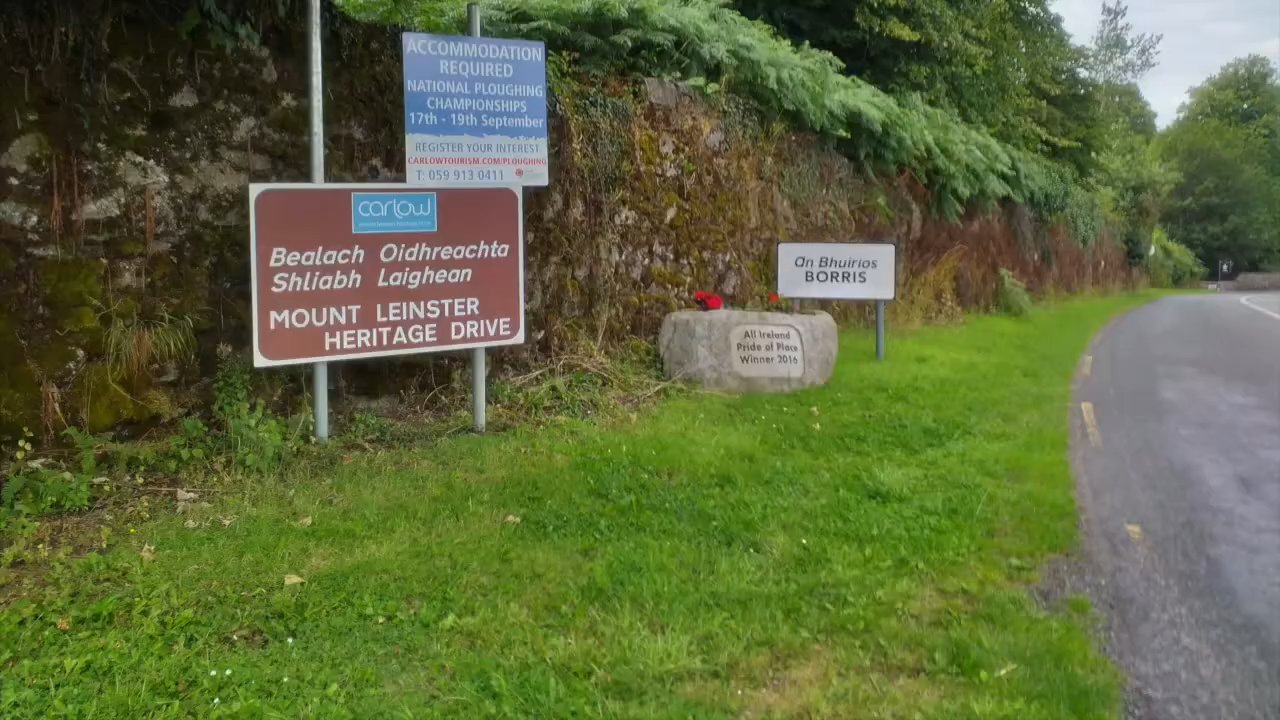 ACCOMMODATION
REQUIRED
NATIONAL PLOUGHING
CHAMPIONSHIPS
17th - 19th September
REGISTER YOUR INTEREST
CARLOWTOURISM.COM/PLOUGHING
T: 059 913 0411
carlow
Bealach Oidhreachta
Shliabh Laighean
MOUNT LEINSTER
HERITAGE DRIVE
An Bhuiríos
BORRIS
All Ireland
Pride of Place
Winner 2016